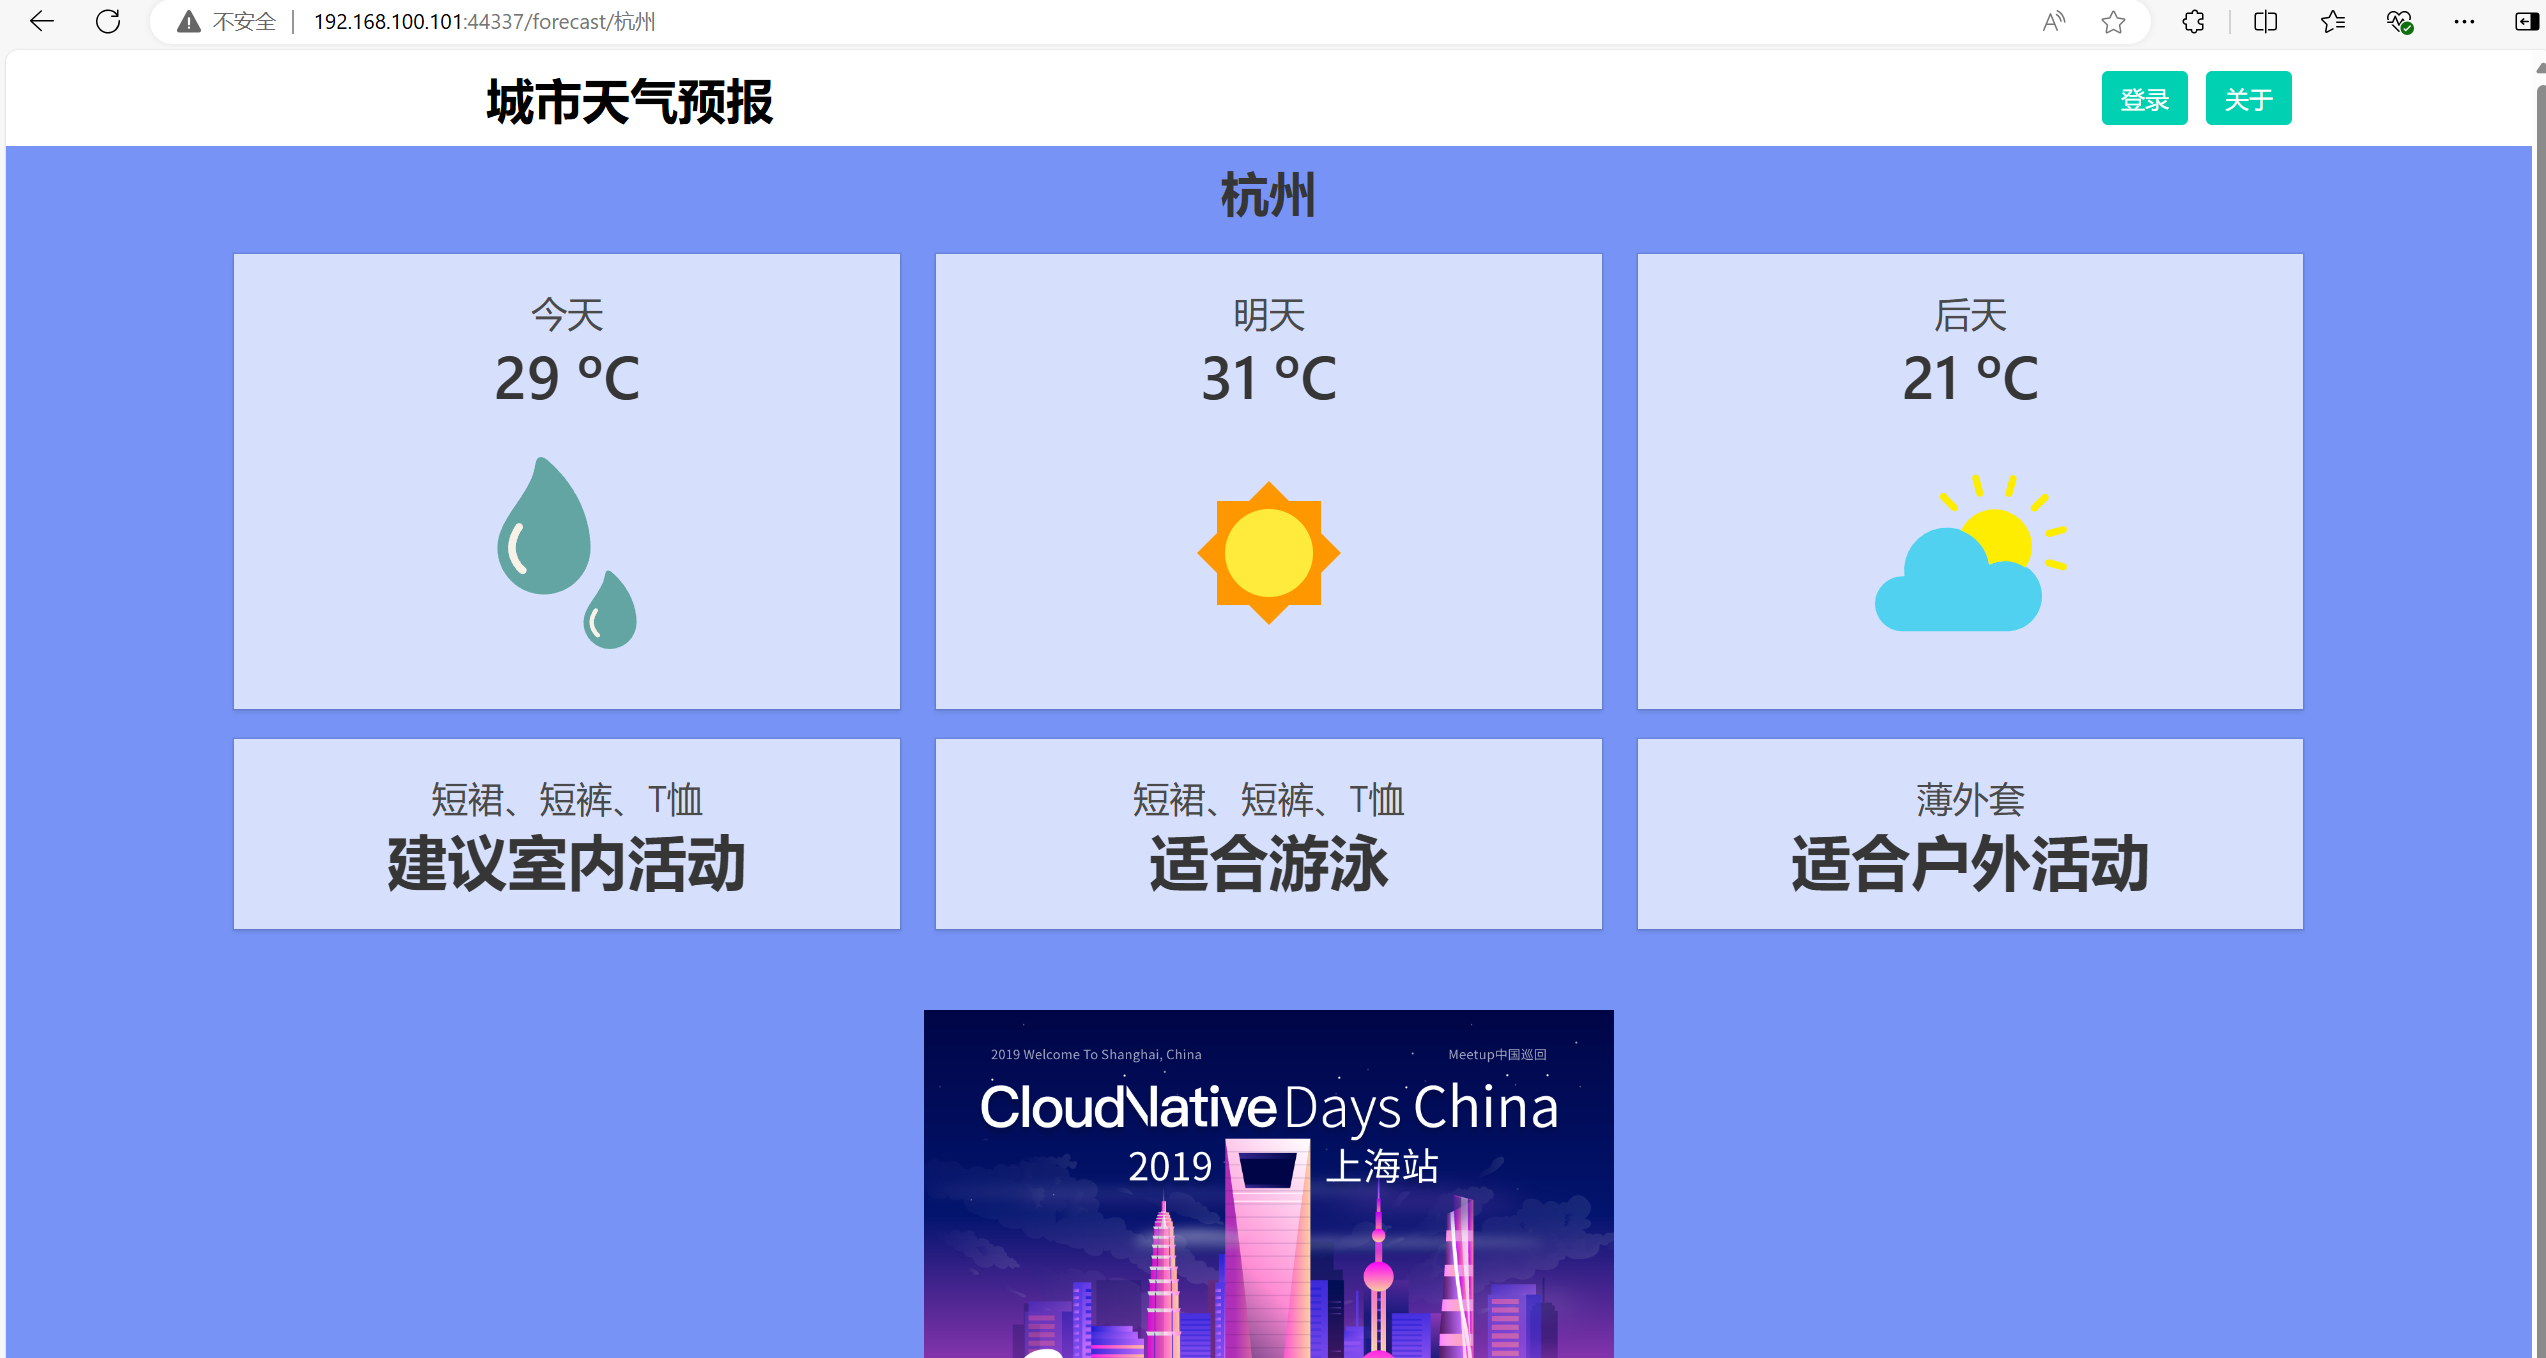 不安全 | 192.168.100.101:44337/forecast/杭州
城市天气预报
登录 关于
杭州
今天
29 °C
明天
31 °C
后天
21 °C
短裙、短裤、T恤
建议室内活动
短裙、短裤、T恤
适合游泳
薄外套
适合户外活动
2019 Welcome To Shanghai, China
Meetup中国巡回
CloudNative Days China
2019 上海站